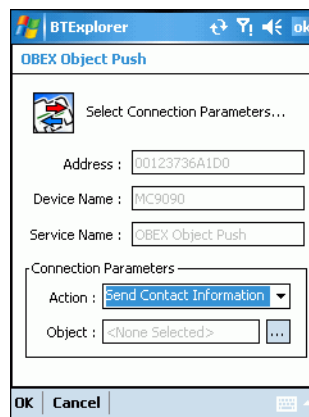 BTExplorer ok
OBEX Object Push
Select Connection Parameters...
Address : 00123736A1D0
Device Name : MC9090
Service Name : OBEX Object Push
Connection Parameters
Action : Send Contact Information
Object : <None Selected> ...
OK Cancel